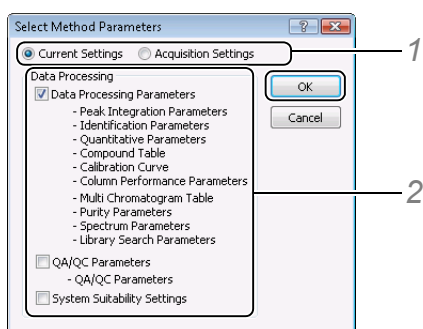 Select Method Parameters
Current Settings Acquisition Settings
1
Data Processing
OK
Data Processing Parameters
Cancel
- Peak Integration Parameters
- Identification Parameters
- Quantitative Parameters
- Compound Table
- Calibration Curve
- Column Performance Parameters
2
- Multi Chromatogram Table
- Purity Parameters
- Spectrum Parameters
- Library Search Parameters
QA/QC Parameters
- QA/QC Parameters
System Suitability Settings